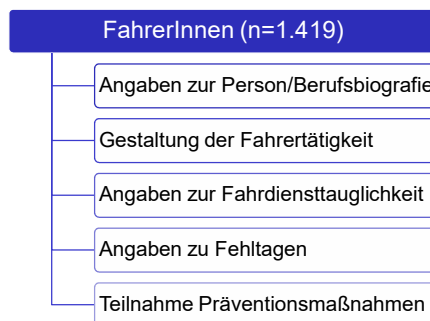 FahrerInnen (n=1.419)
Angaben zur Person/Berufsbiografie
Gestaltung der Fahrertätigkeit
Angaben zur Fahrdiensttauglichkeit
Angaben zu Fehltagen
Teilnahme Präventionsmaßnahmen